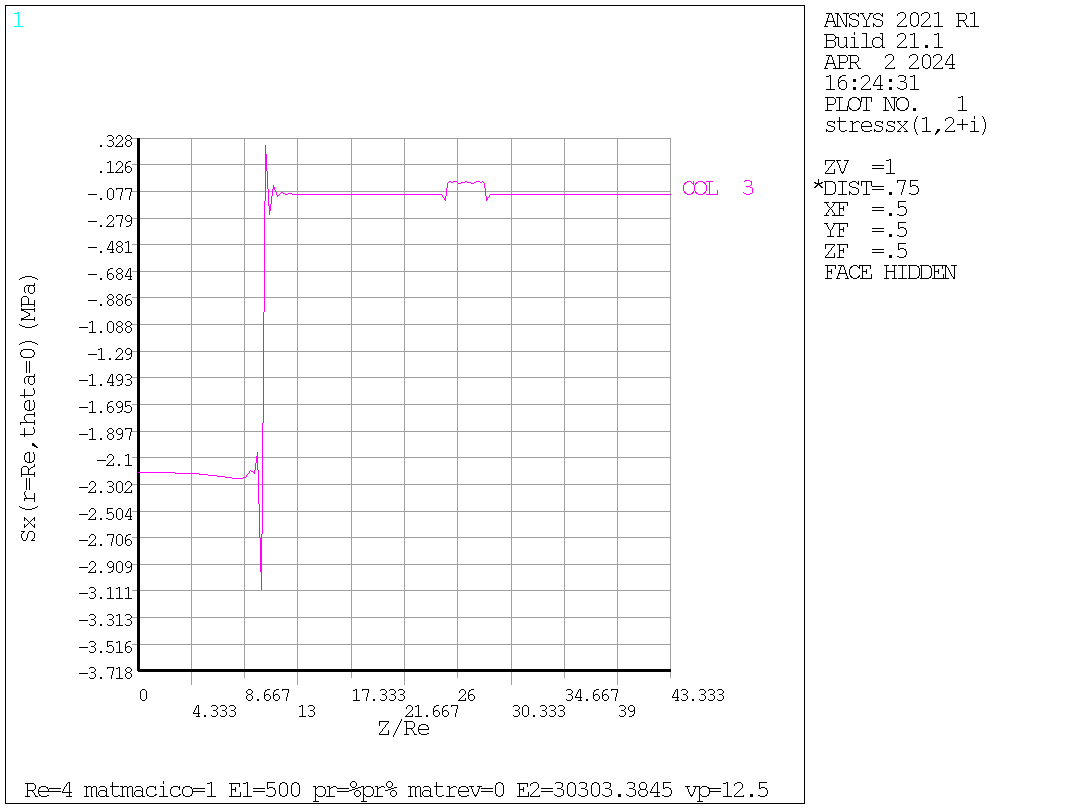 1
ANSYS 2021 R1
Build 21.1
APR  2 2024
16:24:31
PLOT NO.   1
stressx(1,2+i)
ZV  =1
*DIST=.75
XF  =.5
YF  =.5
ZF  =.5
FACE HIDDEN
COL  3
Sx(r=Re,theta=0)(MPa)
.328
.126
-.077
-.279
-.481
-.684
-.886
-1.088
-1.29
-1.493
-1.695
-1.897
-2.1
-2.302
-2.504
-2.706
-2.909
-3.111
-3.313
-3.516
-3.718
0 8.667 17.333 26 34.667 43.333
4.333 13 21.667 30.333 39
Z/Re
Re=4 matmacico=1 E1=500 pr=%pr% matrev=0 E2=30303.3845 vp=12.5